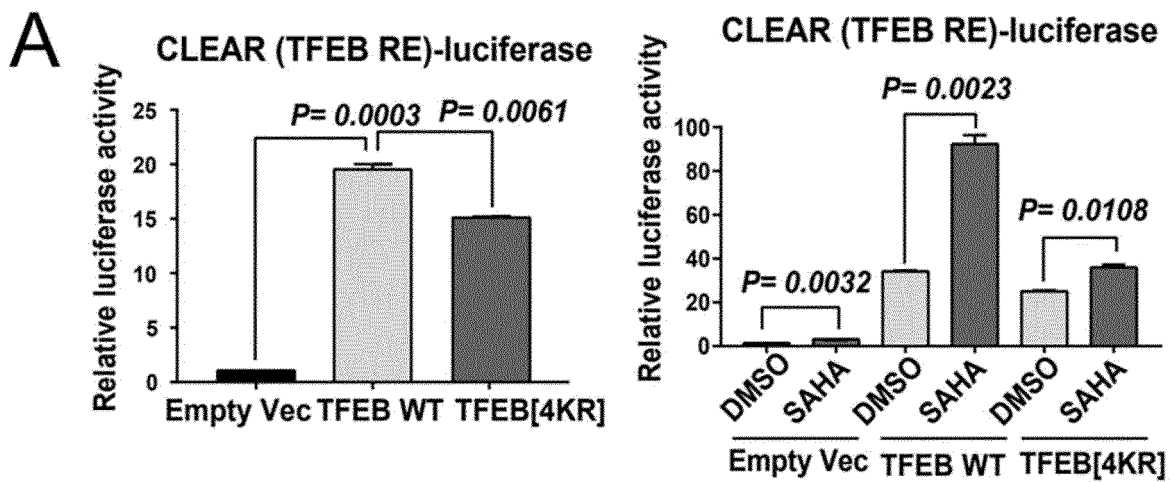 A
CLEAR (TFEB RE)-luciferase
Relative luciferase activity
25
20
15
10
5
0
P= 0.0003
P= 0.0061
Empty Vec TFEB WT TFEB[4KR]
CLEAR (TFEB RE)-luciferase
Relative luciferase activity
100
80
60
40
20
0
P= 0.0032
P= 0.0023
P= 0.0108
DMSO SAHA DMSO SAHA DMSO SAHA
Empty Vec TFEB WT TFEB[4KR]